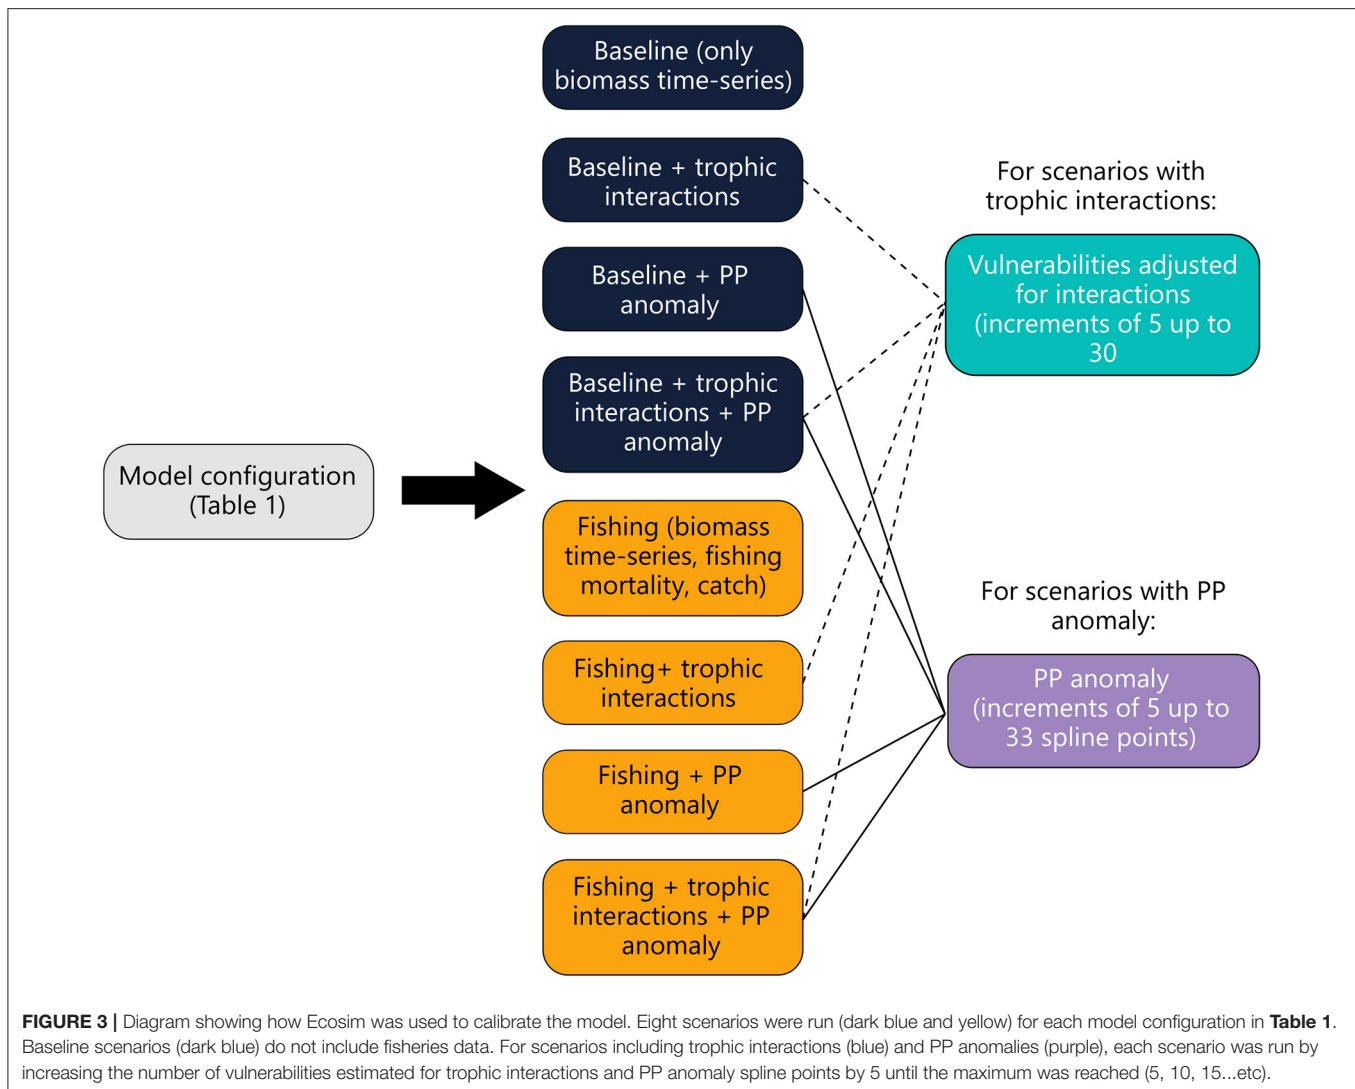 Baseline (only
biomass time-series)
Baseline + trophic
interactions
Baseline + PP
anomaly
Baseline + trophic
interactions + PP
anomaly
Model configuration
(Table 1)
Fishing (biomass
time-series, fishing
mortality, catch)
Fishing+ trophic
interactions
Fishing + PP
anomaly
Fishing + trophic
interactions + PP
anomaly
For scenarios with
trophic interactions:
Vulnerabilities adjusted
for interactions
(increments of 5 up to
30
For scenarios with PP
anomaly:
PP anomaly
(increments of 5 up to
33 spline points)
FIGURE 3 | Diagram showing how Ecosim was used to calibrate the model. Eight scenarios were run (dark blue and yellow) for each model configuration in Table 1.
Baseline scenarios (dark blue) do not include fisheries data. For scenarios including trophic interactions (blue) and PP anomalies (purple), each scenario was run by
increasing the number of vulnerabilities estimated for trophic interactions and PP anomaly spline points by 5 until the maximum was reached (5, 10, 15...etc).